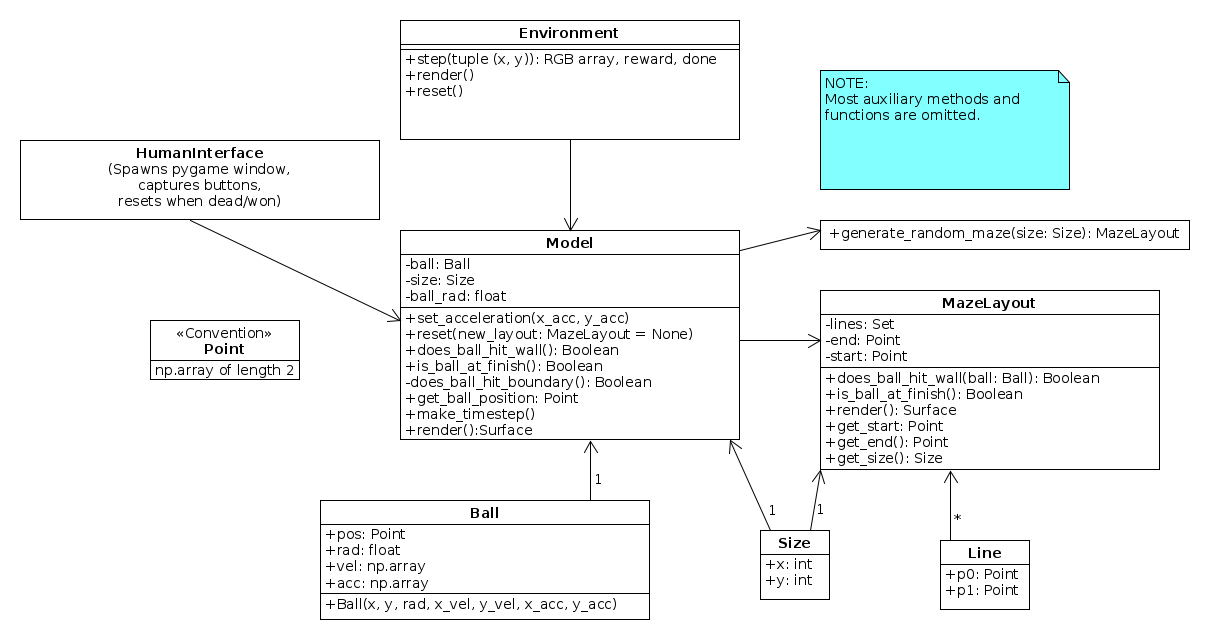 Environment
+step(tuple (x, y)): RGB array, reward, done
+render()
+reset()
NOTE:
Most auxiliary methods and
functions are omitted.
HumanInterface
(Spawns pygame window,
captures buttons,
resets when dead/won)
+generate_random_maze(size: Size): MazeLayout
Model
-ball: Ball
-size: Size
-ball_rad: float
+set_acceleration(x_acc, y_acc)
+reset(new_layout: MazeLayout = None)
+does_ball_hit_wall(): Boolean
+is_ball_at_finish(): Boolean
-does_ball_hit_boundary(): Boolean
+get_ball_position: Point
+make_timestep()
+render():Surface
MazeLayout
-lines: Set
-end: Point
-start: Point
+does_ball_hit_wall(ball: Ball): Boolean
+is_ball_at_finish(): Boolean
+render(): Surface
+get_start: Point
+get_end(): Point
+get_size(): Size
«Convention»
Point
np.array of length 2
1
1
1
*
Ball
+pos: Point
+rad: float
+vel: np.array
+acc: np.array
+Ball(x, y, rad, x_vel, y_vel, x_acc, y_acc)
Size
+x: int
+y: int
Line
+p0: Point
+p1: Point